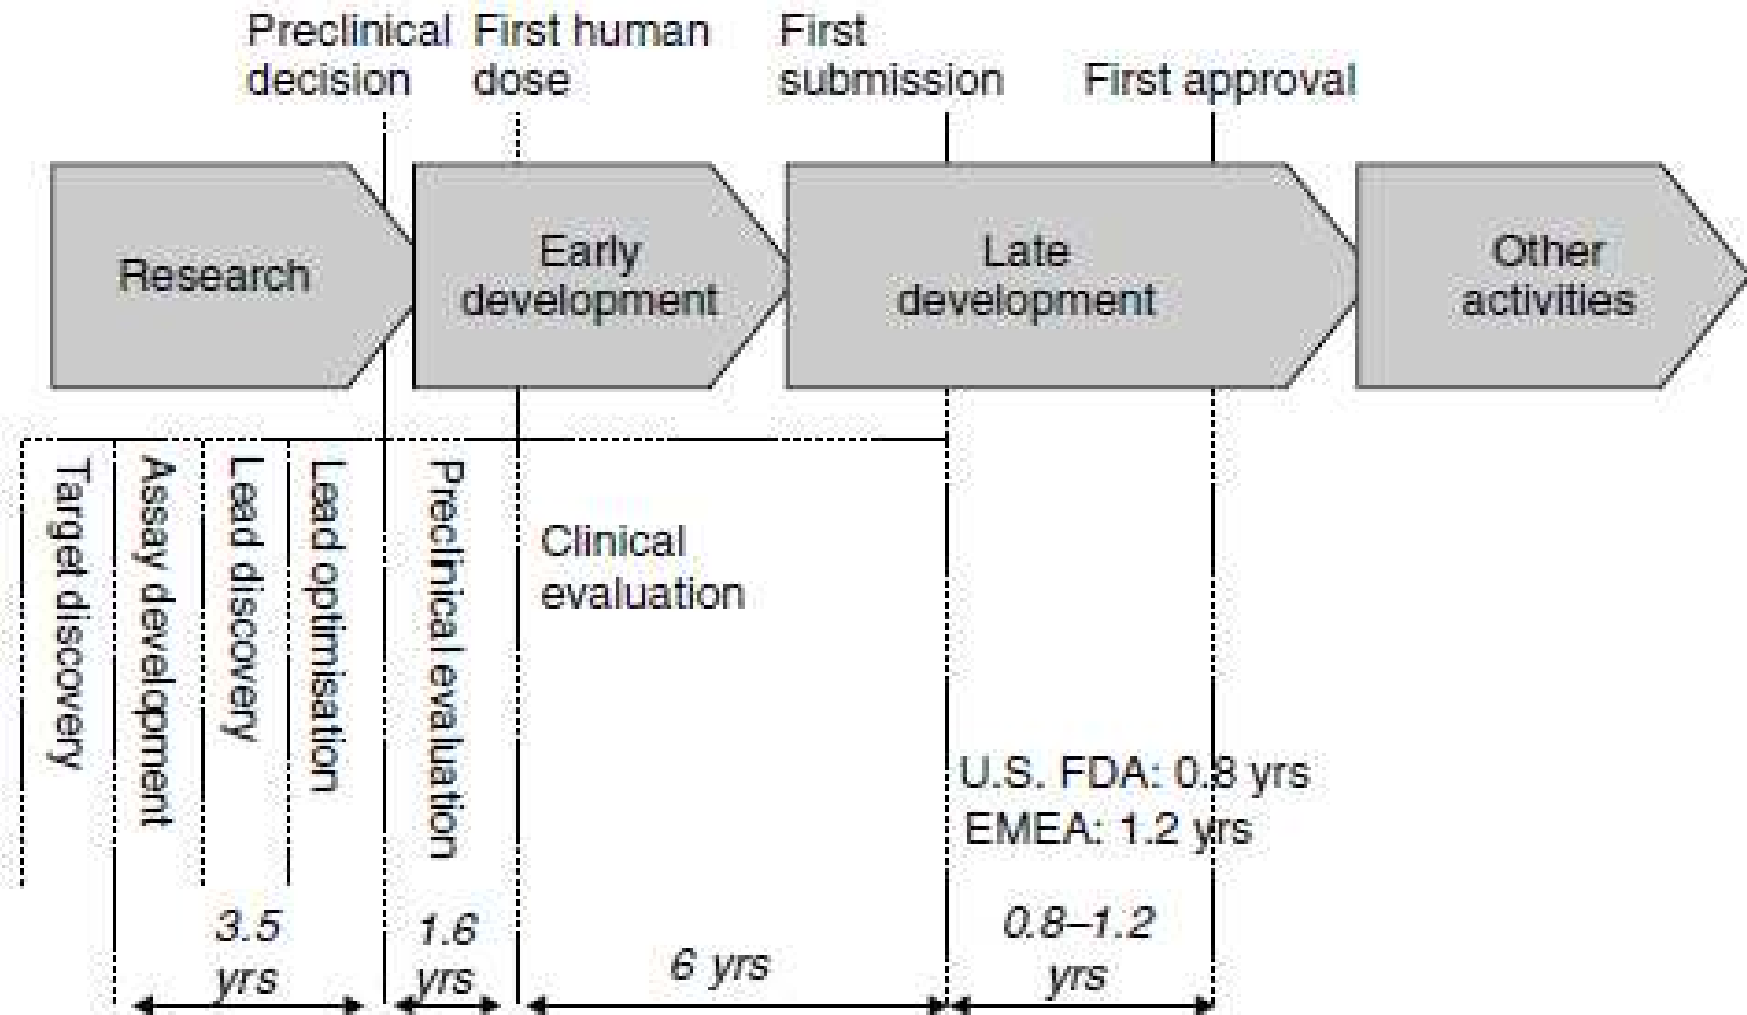 Preclinical
decision
First human
dose
First
submission
First approval
Research
Early
development
Late
development
Other
activities
Target discovery
Assay development
Lead discovery
Lead optimisation
Preclinical evaluation
Clinical
evaluation
U.S. FDA: 0.8 yrs
EMEA: 1.2 yrs
3.5
yrs
1.6
yrs
6 yrs
0.8–1.2
yrs